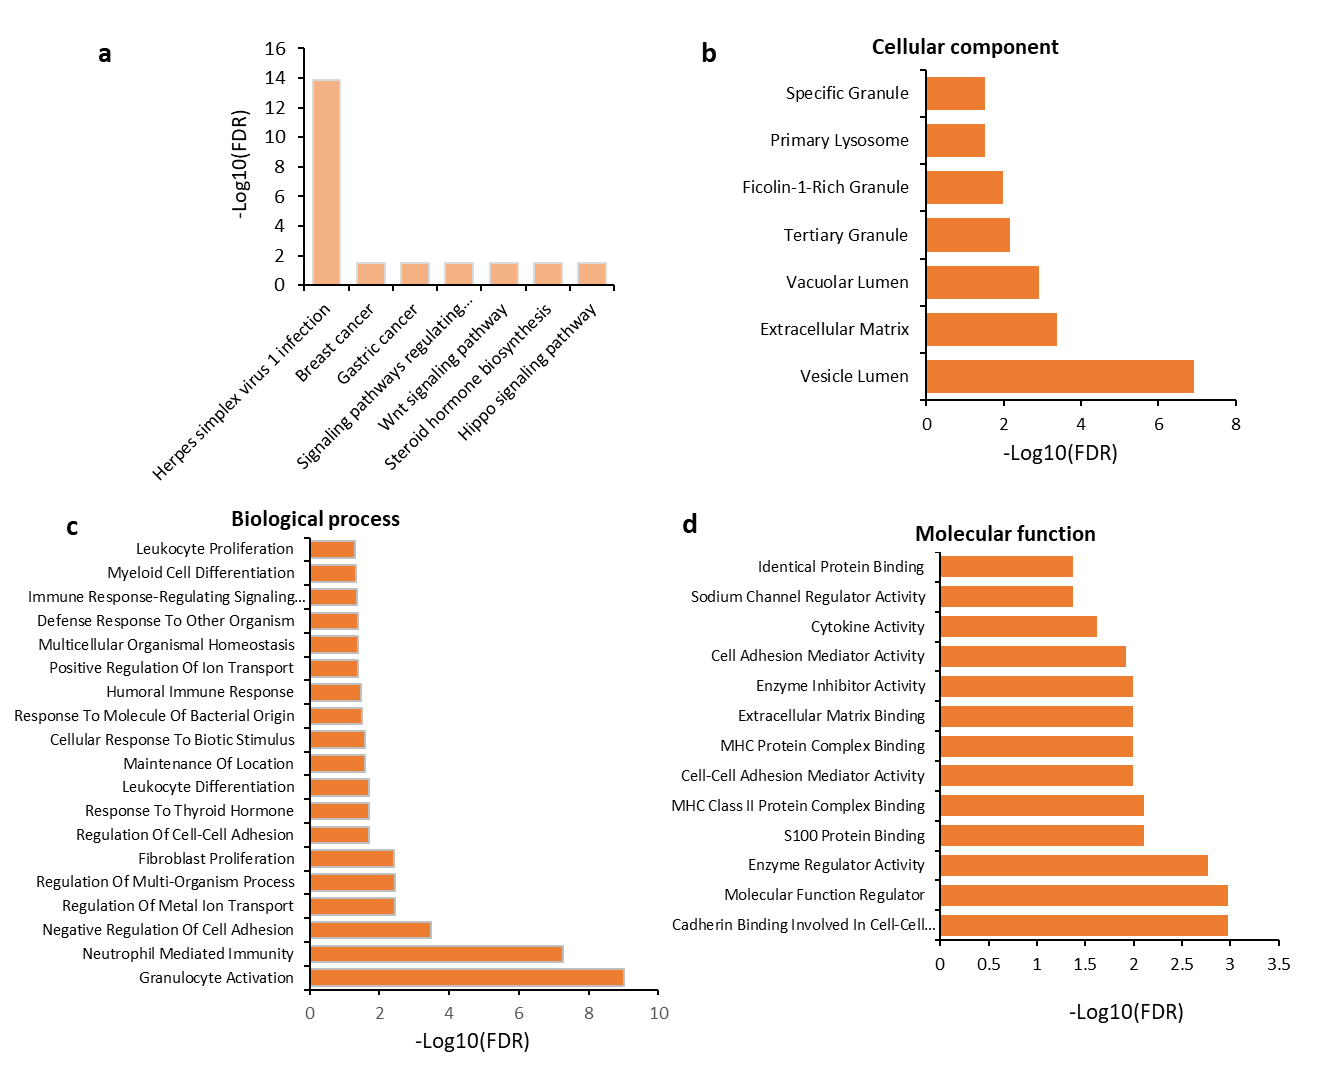 a
16
14
12
10
8
6
4
2
0
-Log10(FDR)
Herpes simplex virus 1 infection
Breast cancer
Gastric cancer
Signaling pathways regulating...
Wnt signaling pathway
Steroid hormone biosynthesis
Hippo signaling pathway
b
Cellular component
Specific Granule
Primary Lysosome
Ficolin-1-Rich Granule
Tertiary Granule
Vacuolar Lumen
Extracellular Matrix
Vesicle Lumen
0 2 4 6 8
-Log10(FDR)
c
Biological process
Leukocyte Proliferation
Myeloid Cell Differentiation
Immune Response-Regulating Signaling...
Defense Response To Other Organism
Multicellular Organismal Homeostasis
Positive Regulation Of Ion Transport
Humoral Immune Response
Response To Molecule Of Bacterial Origin
Cellular Response To Biotic Stimulus
Maintenance Of Location
Leukocyte Differentiation
Response To Thyroid Hormone
Regulation Of Cell-Cell Adhesion
Fibroblast Proliferation
Regulation Of Multi-Organism Process
Regulation Of Metal Ion Transport
Negative Regulation Of Cell Adhesion
Neutrophil Mediated Immunity
Granulocyte Activation
0 2 4 6 8 10
-Log10(FDR)
d
Molecular function
Identical Protein Binding
Sodium Channel Regulator Activity
Cytokine Activity
Cell Adhesion Mediator Activity
Enzyme Inhibitor Activity
Extracellular Matrix Binding
MHC Protein Complex Binding
Cell-Cell Adhesion Mediator Activity
MHC Class II Protein Complex Binding
S100 Protein Binding
Enzyme Regulator Activity
Molecular Function Regulator
Cadherin Binding Involved In Cell-Cell...
0 0.5 1 1.5 2 2.5 3 3.5
-Log10(FDR)